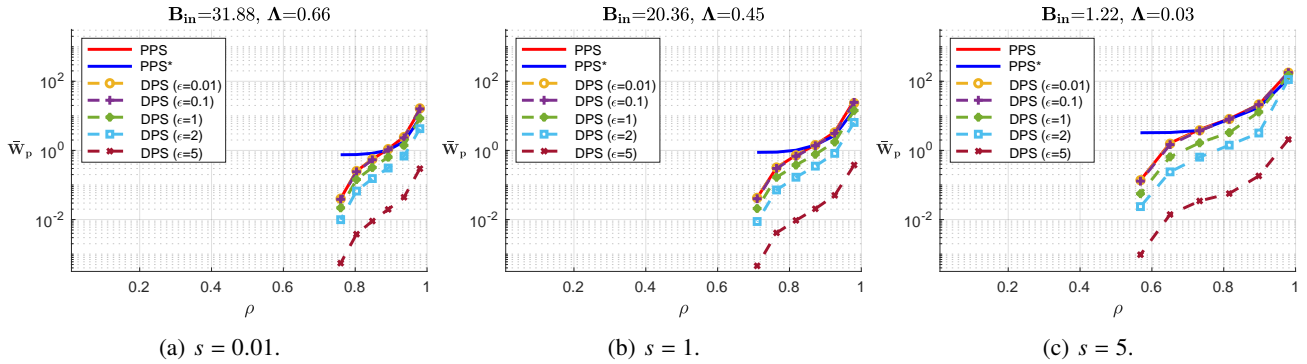 B_in=31.88, Λ=0.66
10^2
10^0
10^-2
W̄_p
PPS
PPS*
DPS (ϵ=0.01)
DPS (ϵ=0.1)
DPS (ϵ=1)
DPS (ϵ=2)
DPS (ϵ=5)
0.2 0.4 0.6 0.8 1
ρ
(a) s = 0.01.
B_in=20.36, Λ=0.45
10^2
10^0
10^-2
W̄_p
PPS
PPS*
DPS (ϵ=0.01)
DPS (ϵ=0.1)
DPS (ϵ=1)
DPS (ϵ=2)
DPS (ϵ=5)
0.2 0.4 0.6 0.8 1
ρ
(b) s = 1.
B_in=1.22, Λ=0.03
10^2
10^0
10^-2
W̄_p
PPS
PPS*
DPS (ϵ=0.01)
DPS (ϵ=0.1)
DPS (ϵ=1)
DPS (ϵ=2)
DPS (ϵ=5)
0.2 0.4 0.6 0.8 1
ρ
(c) s = 5.